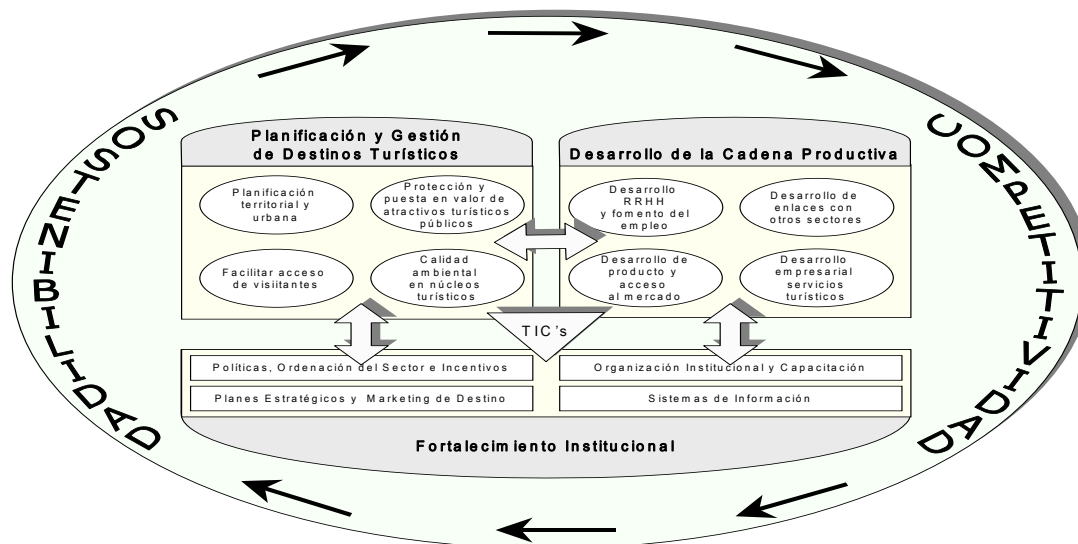 SOSTENIBILIDAD
Planificación y Gestión
de Destinos Turísticos
Planificación
territorial y
urbana
Protección y
puesta en valor de
atractivos turísticos
públicos
Facilitar acceso
de visiitantes
Calidad
ambiental
en núcleos
turísticos
Desarrollo de la Cadena Productiva
Desarrollo
RRHH
y fomento del
empleo
Desarrollo de
enlaces con
otros sectores
Desarrollo de
producto y
acceso
al mercado
Desarrollo
empresarial
servicios
turísticos
TIC's
Políticas, Ordenación del Sector e Incentivos
Organización Institucional y Capacitación
Planes Estratégicos y Marketing de Destino
Sistemas de Información
Fortalecimiento Institucional
COMPETITIVIDAD